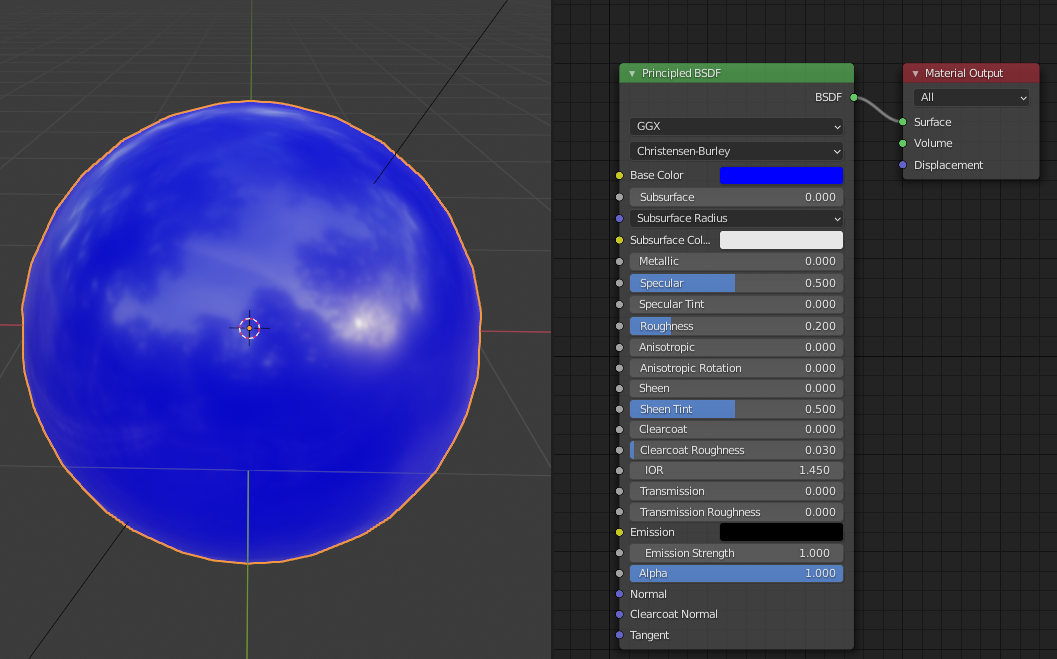 Principled BSDF
BSDF
GGX
Christensen-Burley
Base Color
Subsurface 0.000
Subsurface Radius
Subsurface Col...
Metallic 0.000
Specular 0.500
Specular Tint 0.000
Roughness 0.200
Anisotropic 0.000
Anisotropic Rotation 0.000
Sheen 0.000
Sheen Tint 0.500
Clearcoat 0.000
Clearcoat Roughness 0.030
IOR 1.450
Transmission 0.000
Transmission Roughness 0.000
Emission
Emission Strength 1.000
Alpha 1.000
Normal
Clearcoat Normal
Tangent
Material Output
All
Surface
Volume
Displacement